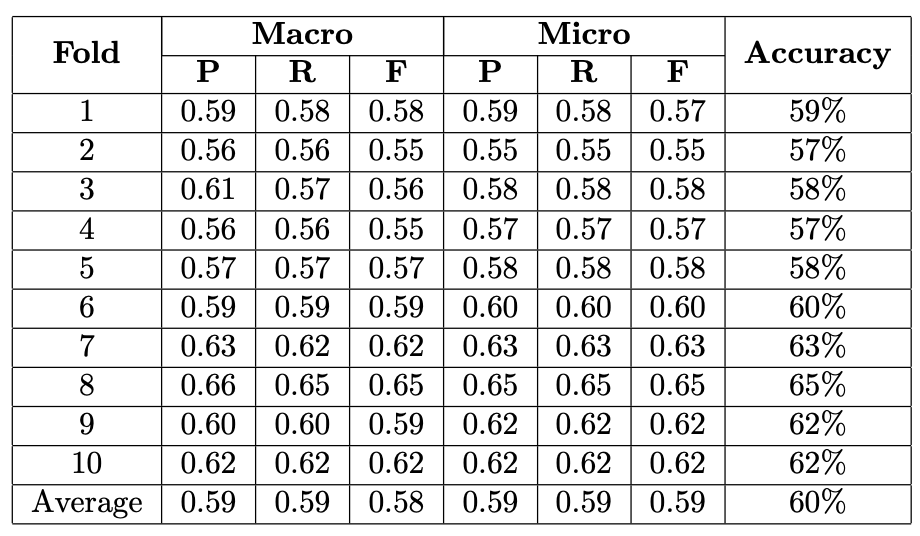 Fold Macro Micro Accuracy
P R F P R F
1 0.59 0.58 0.58 0.59 0.58 0.57 59%
2 0.56 0.56 0.55 0.55 0.55 0.55 57%
3 0.61 0.57 0.56 0.58 0.58 0.58 58%
4 0.56 0.56 0.55 0.57 0.57 0.57 57%
5 0.57 0.57 0.57 0.58 0.58 0.58 58%
6 0.59 0.59 0.59 0.60 0.60 0.60 60%
7 0.63 0.62 0.62 0.63 0.63 0.63 63%
8 0.66 0.65 0.65 0.65 0.65 0.65 65%
9 0.60 0.60 0.59 0.62 0.62 0.62 62%
10 0.62 0.62 0.62 0.62 0.62 0.62 62%
Average 0.59 0.59 0.58 0.59 0.59 0.59 60%